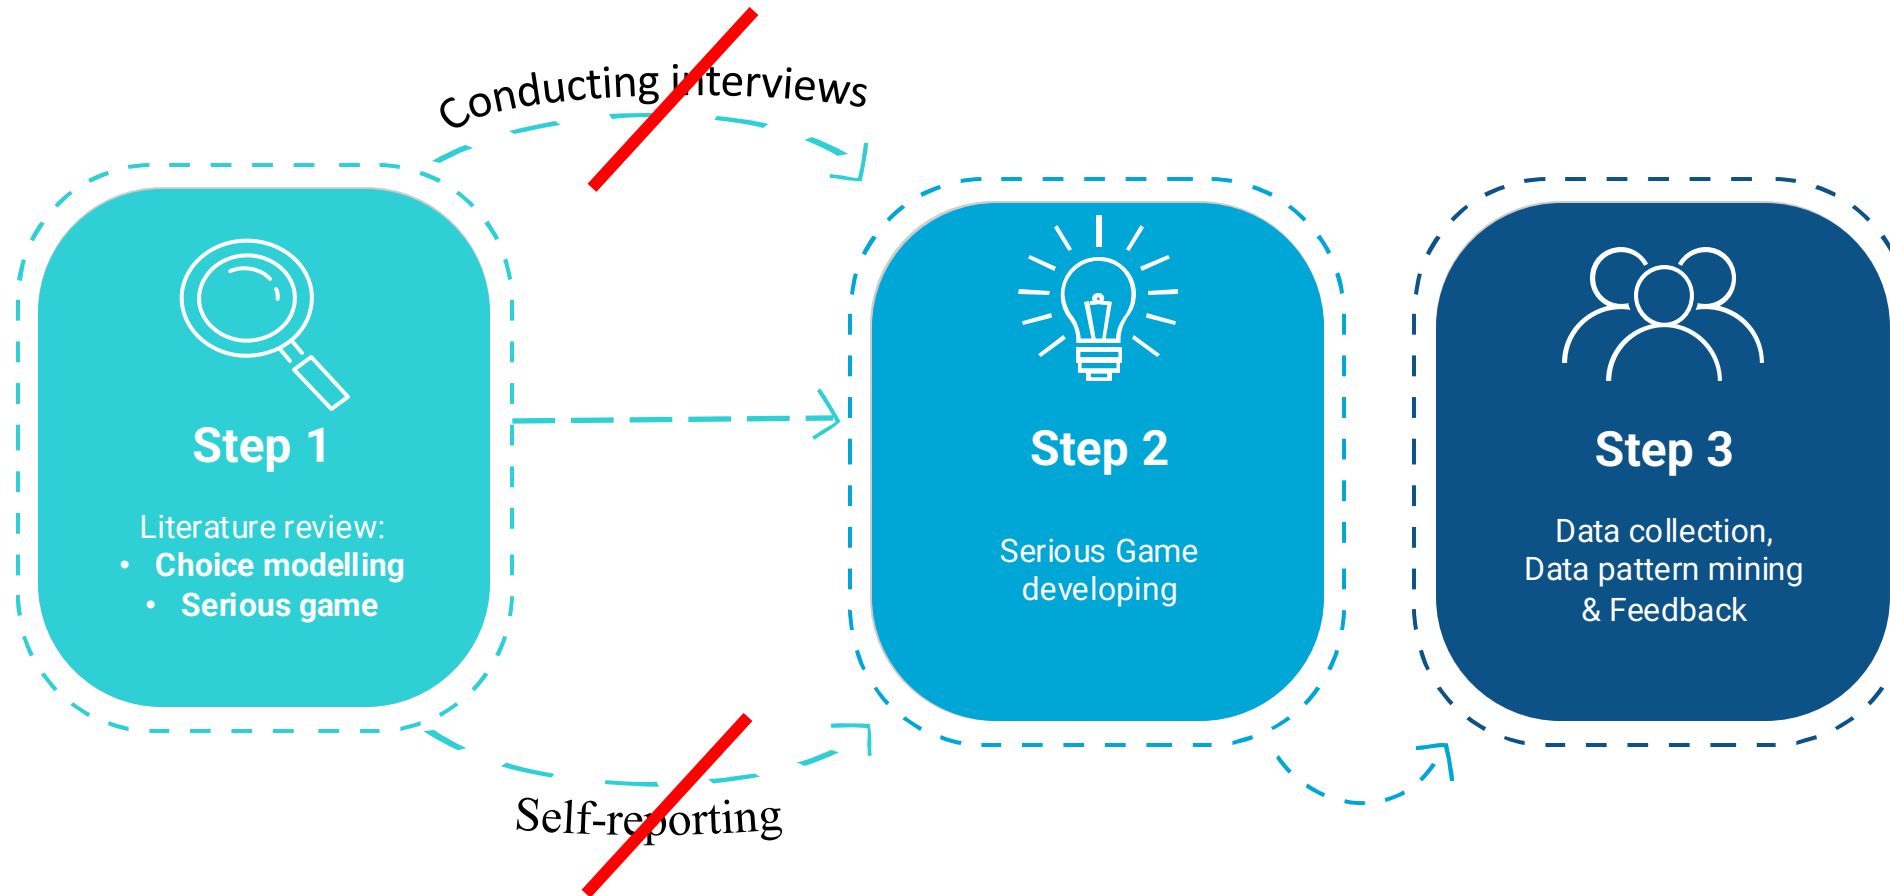 Conducting interviews
Step 1
Literature review:
• Choice modelling
• Serious game
Self-reporting
Step 2
Serious Game
developing
Step 3
Data collection,
Data pattern mining
& Feedback